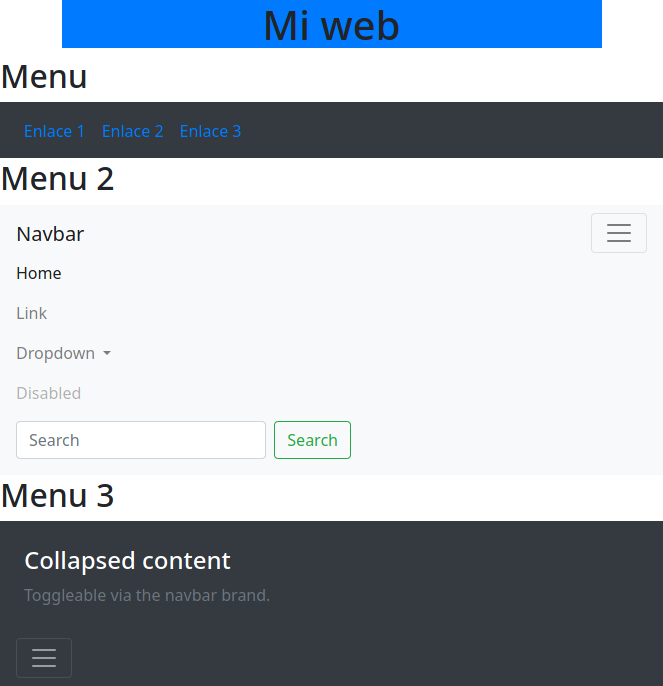 Mi web
Menu
Enlace 1 Enlace 2 Enlace 3
Menu 2
Navbar
Home
Link
Dropdown
Disabled
Search Search
Menu 3
Collapsed content
Toggleable via the navbar brand.